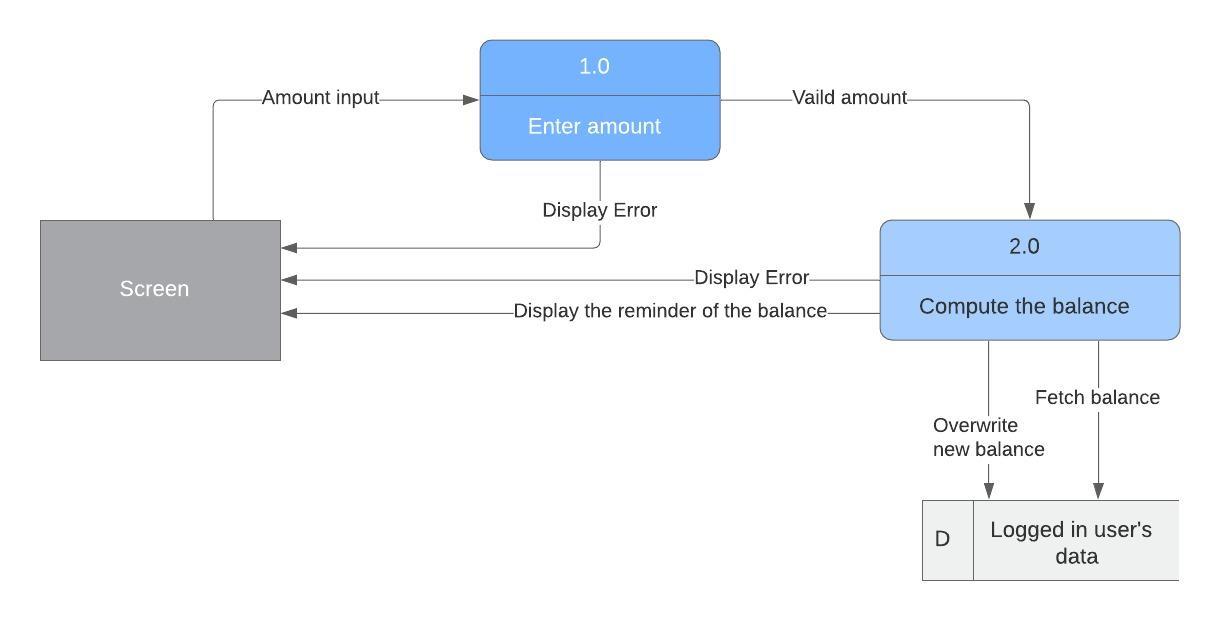 1.0
Amount input
Vaild amount
Enter amount
Display Error
2.0
Screen
Display Error
Compute the balance
Display the reminder of the balance
Fetch balance
Overwrite
new balance
D
Logged in user's
data